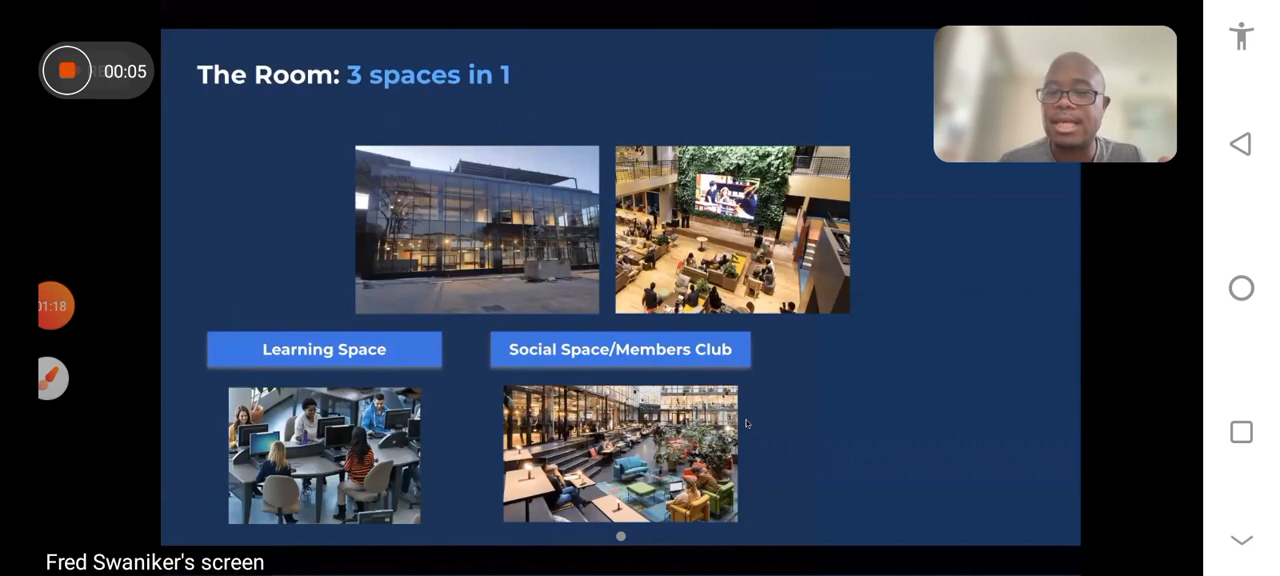 00:05
The Room: 3 spaces in 1
01:18
Learning Space
Social Space/Members Club
Fred Swaniker's screen